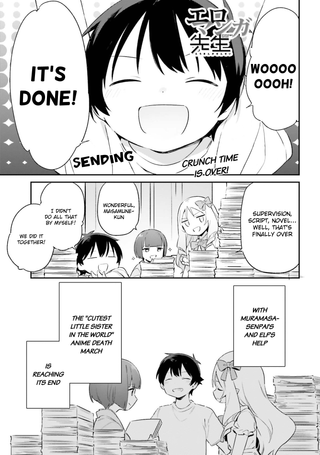 エロ
マンガ
先生
WOOOO
OOOH!
IT'S
DONE!
CRUNCH TIME
IS OVER!
SENDING
SUPERVISION,
SCRIPT, NOVEL...
WELL, THAT'S
FINALLY OVER
WONDERFUL,
MASAMUNE-
KUN
I DIDN'T
DO ALL
THAT BY
MYSELF!
WE DID IT
TOGETHER!
WITH
MURAMASA-
SENPAI'S
AND ELF'S
HELP
THE "CUTEST
LITTLE SISTER
IN THE WORLD"
ANIME DEATH
MARCH
IS
REACHING
ITS END